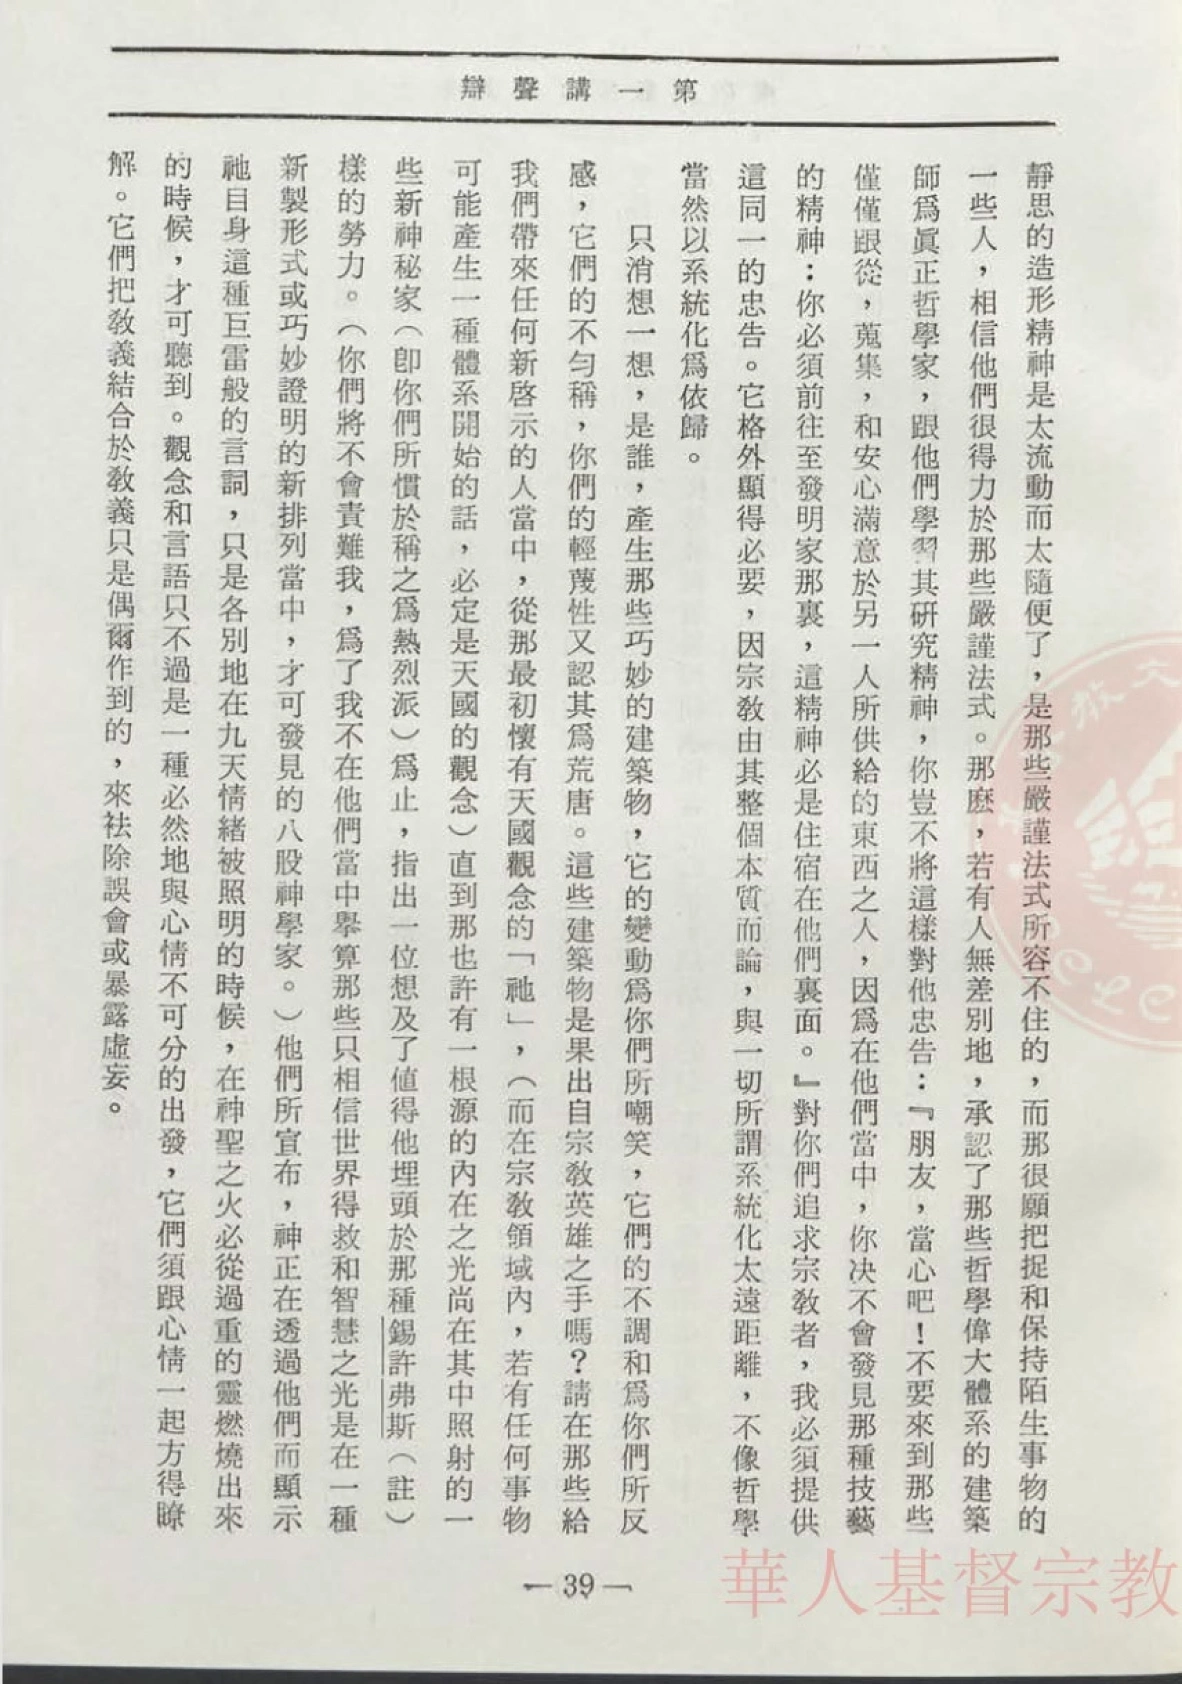 第一講聲辯
靜思的造形精神是太流動而太隨便了，是那些嚴謹法式所容不住的，而那很願把捉和保持陌生事物的
一些人，相信他們很得力於那些嚴謹法式。那麽，若有人無差別地，承認了那些哲學偉大體系的建築
師爲眞正哲學家，跟他們學習其研究精神，你豈不將這樣對他忠告：『朋友，當心吧！不要來到那些
僅僅跟從，蒐集，和安心滿意於另一人所供給的東西之人，因爲在他們當中，你决不會發見那種技藝
的精神：你必須前往至發明家那裏，這精神必是住宿在他們裏面。』對你們追求宗敎者，我必須提供
這同一的忠告。它格外顯得必要，因宗敎由其整個本質而論，與一切所謂系統化太遠距離，不像哲學
當然以系統化爲依歸。
只消想一想，是誰，產生那些巧妙的建築物，它的變動爲你們所嘲笑，它們的不調和爲你們所反
感，它們的不勻稱，你們的輕蔑性又認其爲荒唐。這些建築物是果出自宗敎英雄之手嗎？請在那些給
我們帶來任何新啓示的人當中，從那最初懷有天國觀念的「祂」，（而在宗敎領域內，若有任何事物
可能產生一種體系開始的話，必定是天國的觀念）直到那也許有一根源的內在之光尚在其中照射的一
些新神秘家（卽你們所慣於稱之爲熱烈派）爲止，指出一位想及了値得他埋頭於那種錫許弗斯（註）
樣的勞力。（你們將不會責難我，爲了我不在他們當中舉算那些只相信世界得救和智慧之光是在一種
新製形式或巧妙證明的新排列當中，才可發見的八股神學家。）他們所宣布，神正在透過他們而顯示
祂自身這種巨雷般的言詞，只是各別地在九天情緒被照明的時候，在神聖之火必從過重的靈燃燒出來
的時候，才可聽到。觀念和言語只不過是一種必然地與心情不可分的出發，它們須跟心情一起方得瞭
解。它們把敎義結合於敎義只是偶爾作到的，來祛除誤會或暴露虛妄。
— 39 —
華人基督宗教